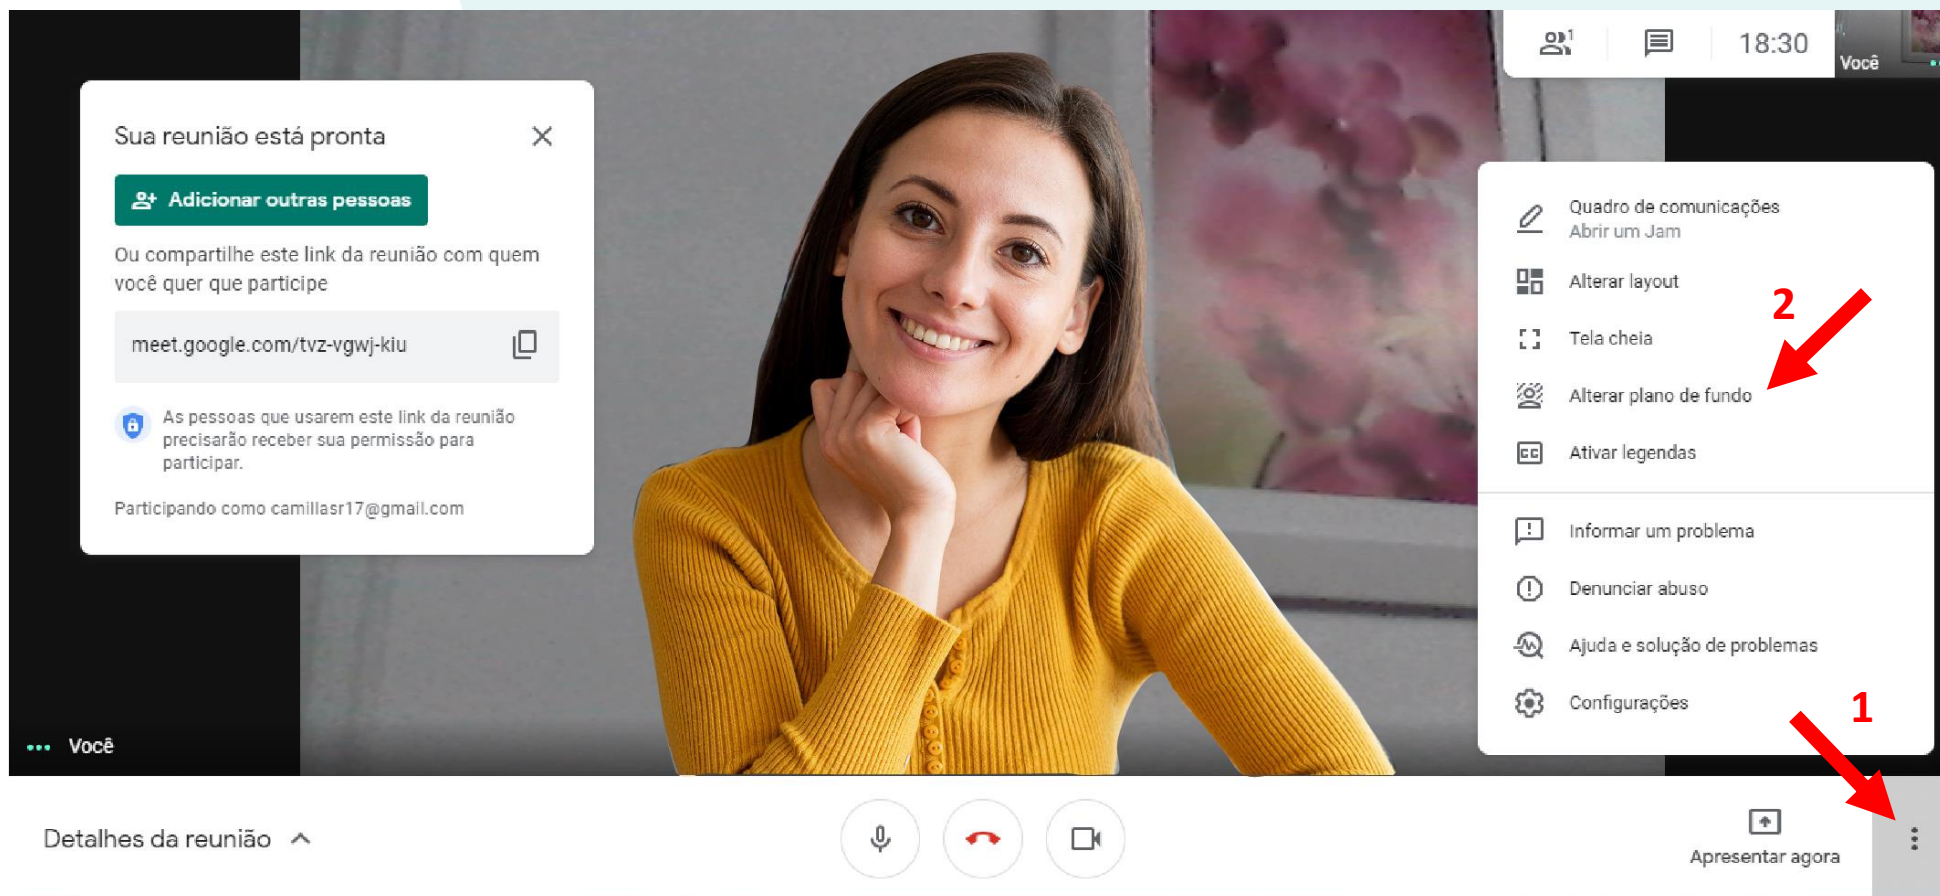 18:30
Você
Sua reunião está pronta
Adicionar outras pessoas
Ou compartilhe este link da reunião com quem
você quer que participe
meet.google.com/tvz-vgwj-kiu
As pessoas que usarem este link da reunião
precisarão receber sua permissão para
participar.
Participando como camillasr17@gmail.com
1
Quadro de comunicações
Abrir um Jam
Alterar layout
2
Tela cheia
Alterar plano de fundo
Ativar legendas
Informar um problema
Denunciar abuso
Ajuda e solução de problemas
Configurações
1
Você
Detalhes da reunião
Apresentar agora